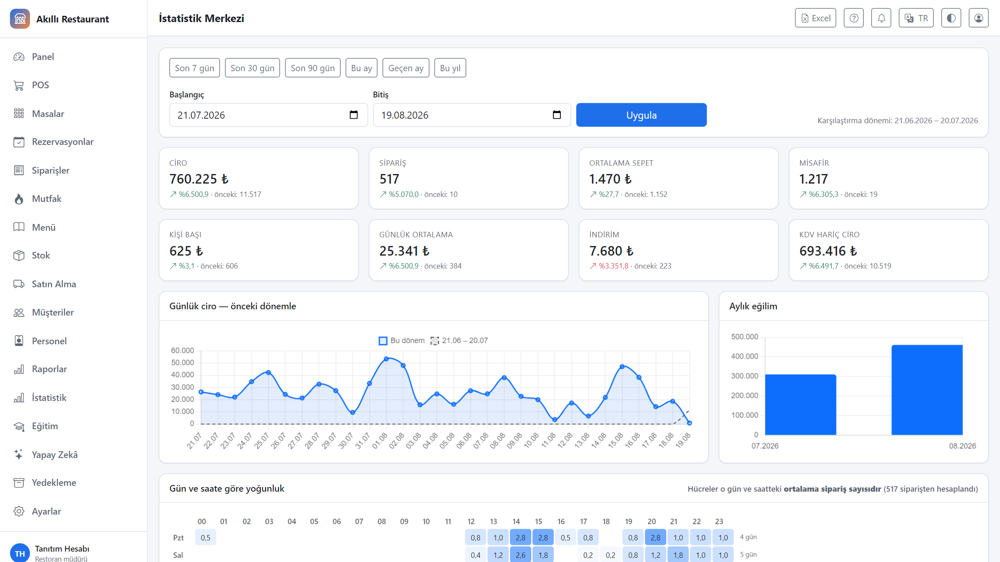 Akıllı Restaurant
İstatistik Merkezi
Excel
TR
Panel
POS
Masalar
Rezervasyonlar
Siparişler
Mutfak
Menü
Stok
Satın Alma
Müşteriler
Personel
Raporlar
İstatistik
Eğitim
Yapay Zekâ
Yedekleme
Ayarlar
TH
Tanıtım Hesabı
Restoran müdürü
Son 7 gün
Son 30 gün
Son 90 gün
Bu ay
Geçen ay
Bu yıl
Başlangıç
Bitiş
21.07.2026
19.08.2026
Uygula
Karşılaştırma dönemi: 21.06.2026 – 20.07.2026
CİRO
760.225 ₺
%6.500,9 · önceki: 11.517
SİPARİŞ
517
%5.070,0 · önceki: 10
ORTALAMA SEPET
1.470 ₺
%27,7 · önceki: 1.152
MİSAFİR
1.217
%6.305,3 · önceki: 19
KİŞİ BAŞI
625 ₺
%3,1 · önceki: 606
GÜNLÜK ORTALAMA
25.341 ₺
%6.500,9 · önceki: 384
İNDİRİM
7.680 ₺
%3.351,8 · önceki: 223
KDV HARİÇ CİRO
693.416 ₺
%6.491,7 · önceki: 10.519
Günlük ciro — önceki dönemle
Bu dönem
21.06 – 20.07
60.000
50.000
40.000
30.000
20.000
10.000
0
21.07 22.07 23.07 24.07 25.07 26.07 27.07 28.07 29.07 30.07 31.07 01.08 02.08 03.08 04.08 05.08 06.08 07.08 08.08 09.08 10.08 11.08 12.08 13.08 14.08 15.08 16.08 17.08 18.08 19.08
Aylık eğilim
500.000
400.000
300.000
200.000
100.000
0
07.2026 08.2026
Gün ve saate göre yoğunluk
Hücreler o gün ve saatteki ortalama sipariş sayısıdır (517 siparişten hesaplandı)
00 01 02 03 04 05 06 07 08 09 10 11 12 13 14 15 16 17 18 19 20 21 22 23
Pzt 0,5 0,8 1,0 2,8 2,8 0,5 0,8 0,8 2,8 1,0 1,0 1,0 4 gün
Sal 0,4 1,2 2,6 1,8 0,2 0,2 0,8 1,2 1,8 1,0 1,0 5 gün